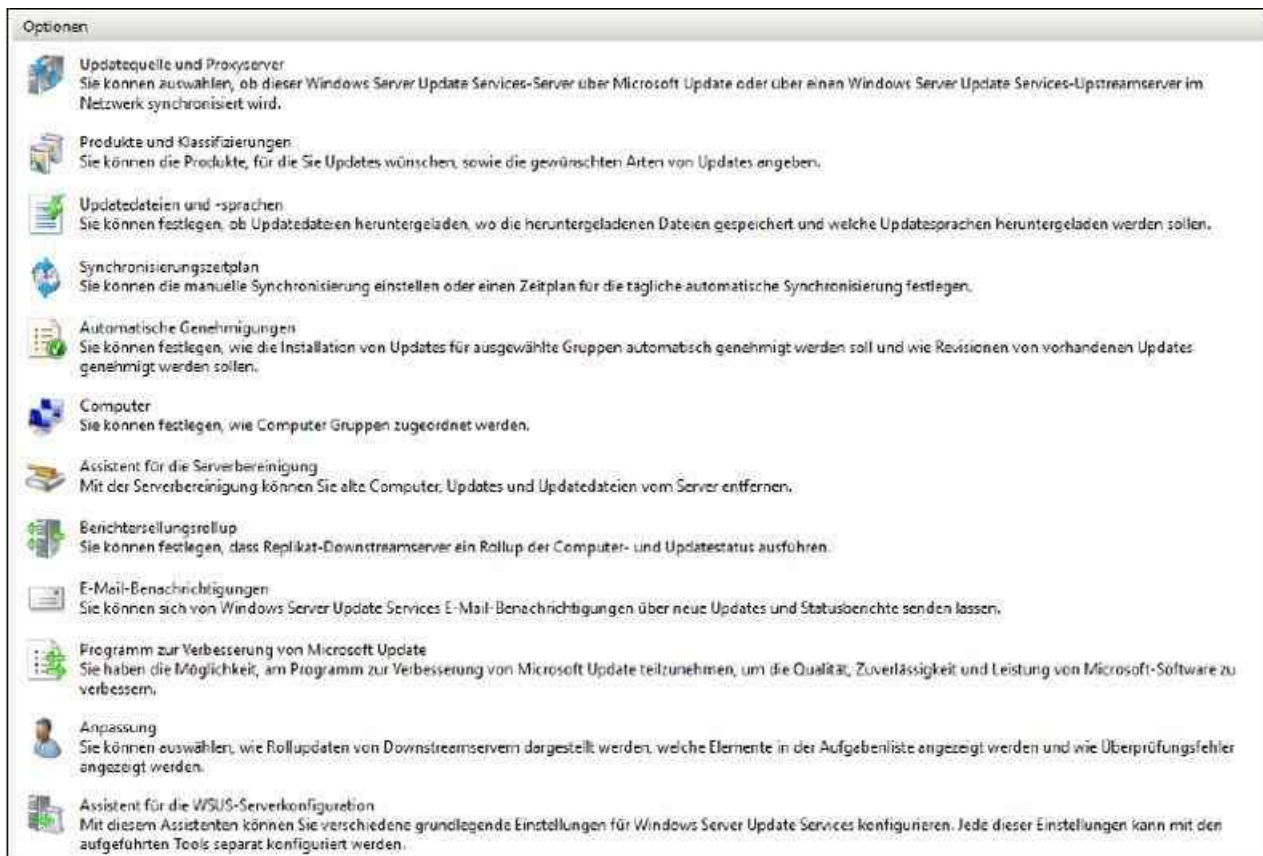 Optionen
Updatequelle und Proxyserver
Sie können auswählen, ob dieser Windows Server Update Services-Server über Microsoft Update oder über einen Windows Server Update Services-Upstreamserver im
Netzwerk synchronisiert wird.
Produkte und Klassifizierungen
Sie können die Produkte, für die Sie Updates wünschen, sowie die gewünschten Arten von Updates angeben.
Updatedateien und -sprachen
Sie können festlegen, ob Updatedateien heruntergeladen, wo die heruntergeladenen Dateien gespeichert und welche Updatesprachen heruntergeladen werden sollen.
Synchronisierungszeitplan
Sie können die manuelle Synchronisierung einstellen oder einen Zeitplan für die tägliche automatische Synchronisierung festlegen.
Automatische Genehmigungen
Sie können festlegen, wie die Installation von Updates für ausgewählte Gruppen automatisch genehmigt werden soll und wie Revisionen von vorhandenen Updates
genehmigt werden sollen.
Computer
Sie können festlegen, wie Computer Gruppen zugeordnet werden.
Assistent für die Serverbereinigung
Mit der Serverbereinigung können Sie alte Computer, Updates und Updatedateien vom Server entfernen.
Berichtersellungsrollup
Sie können festlegen, dass Replikat-Downstreamserver ein Rollup der Computer- und Updatestatus ausführen.
E-Mail-Benachrichtigungen
Sie können sich von Windows Server Update Services E-Mail-Benachrichtigungen über neue Updates und Statusberichte senden lassen.
Programm zur Verbesserung von Microsoft Update
Sie haben die Möglichkeit, am Programm zur Verbesserung von Microsoft Update teilzunehmen, um die Qualität, Zuverlässigkeit und Leistung von Microsoft-Software zu
verbessern.
Anpassung
Sie können auswählen, wie Rollupdaten von Downstreamservern dargestellt werden, welche Elemente in der Aufgabenliste angezeigt werden und wie Überprüfungsfehler
angezeigt werden.
Assistent für die WSUS-Serverkonfiguration
Mit diesem Assistenten können Sie verschiedene grundlegende Einstellungen für Windows Server Update Services konfigurieren. Jede dieser Einstellungen kann mit den
aufgeführten Tools separat konfiguriert werden.